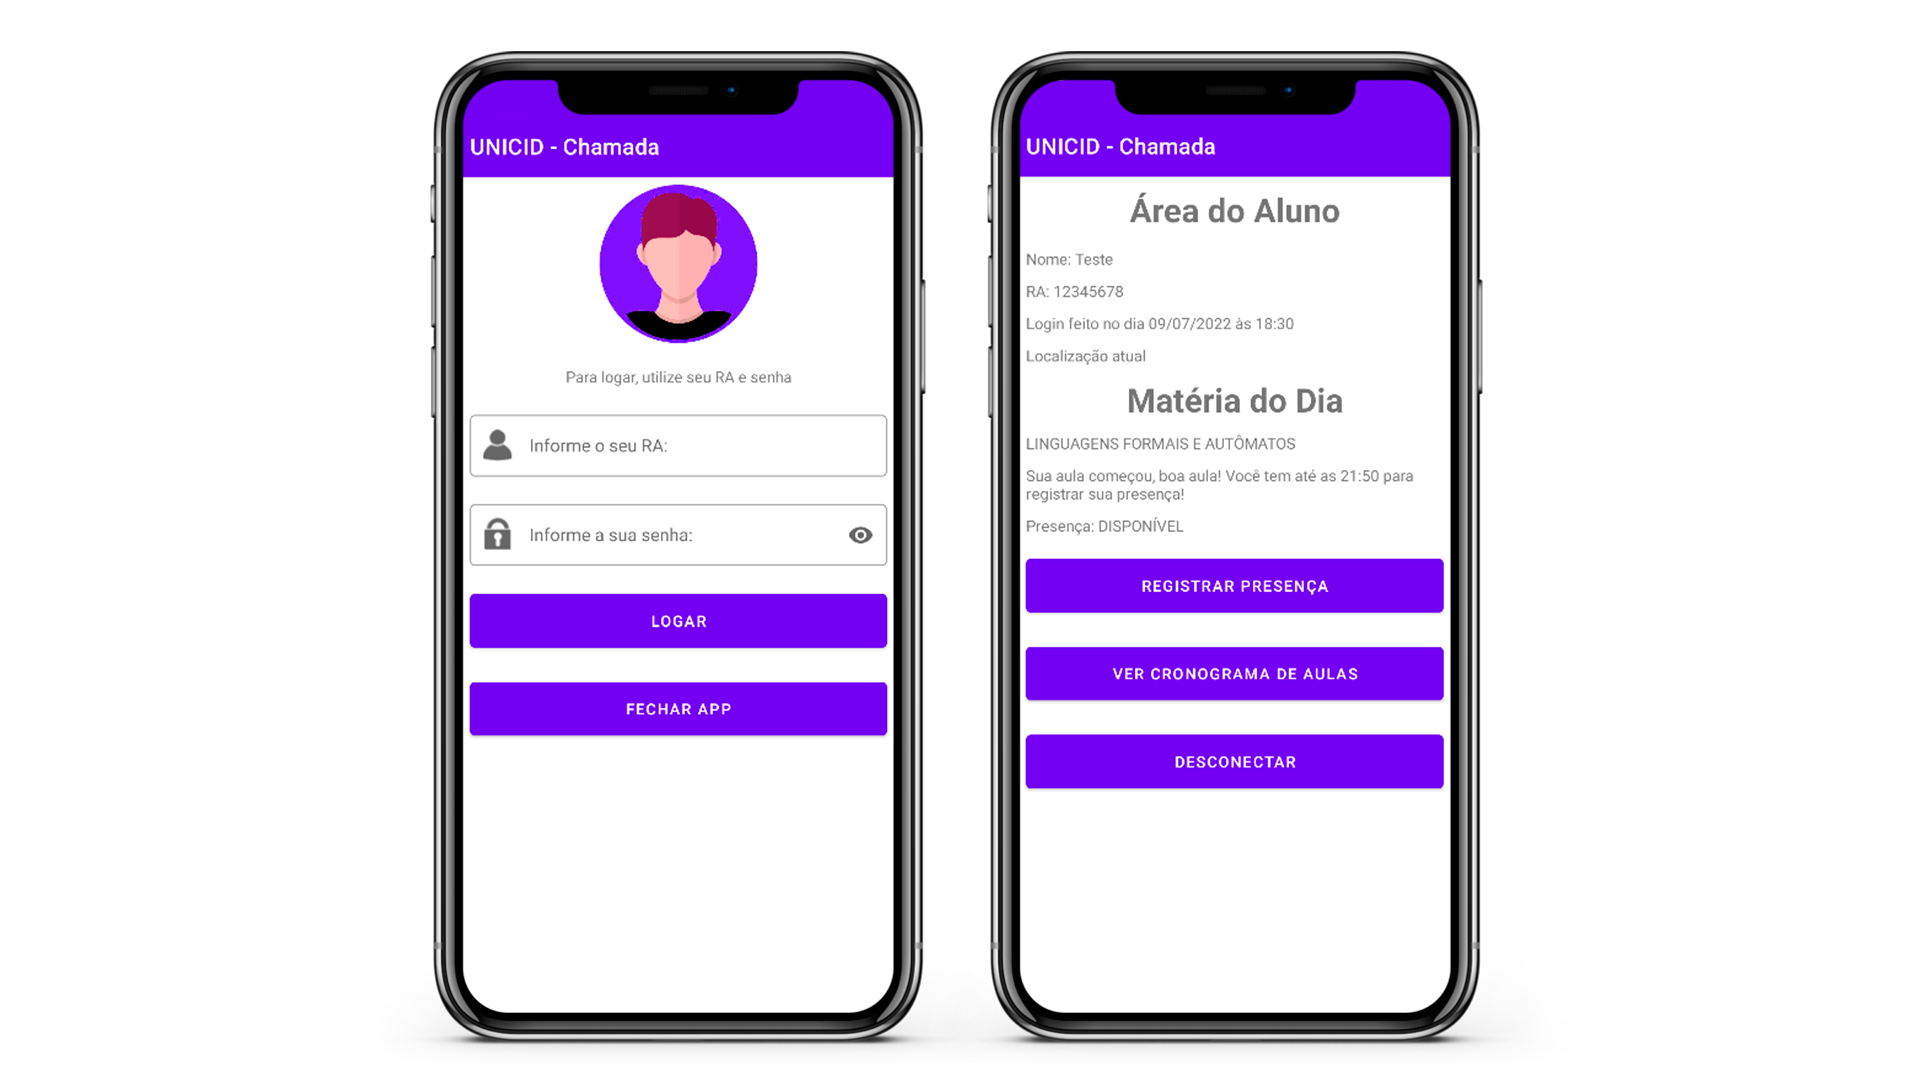 UNICID - Chamada
Para logar, utilize seu RA e senha
Informe o seu RA:
Informe a sua senha:
LOGAR
FECHAR APP
UNICID - Chamada
Área do Aluno
Nome: Teste
RA: 12345678
Login feito no dia 09/07/2022 às 18:30
Localização atual
Matéria do Dia
LINGUAGENS FORMAIS E AUTÔMATOS
Sua aula começou, boa aula! Você tem até as 21:50 para
registrar sua presença!
Presença: DISPONÍVEL
REGISTRAR PRESENÇA
VER CRONOGRAMA DE AULAS
DESCONECTAR